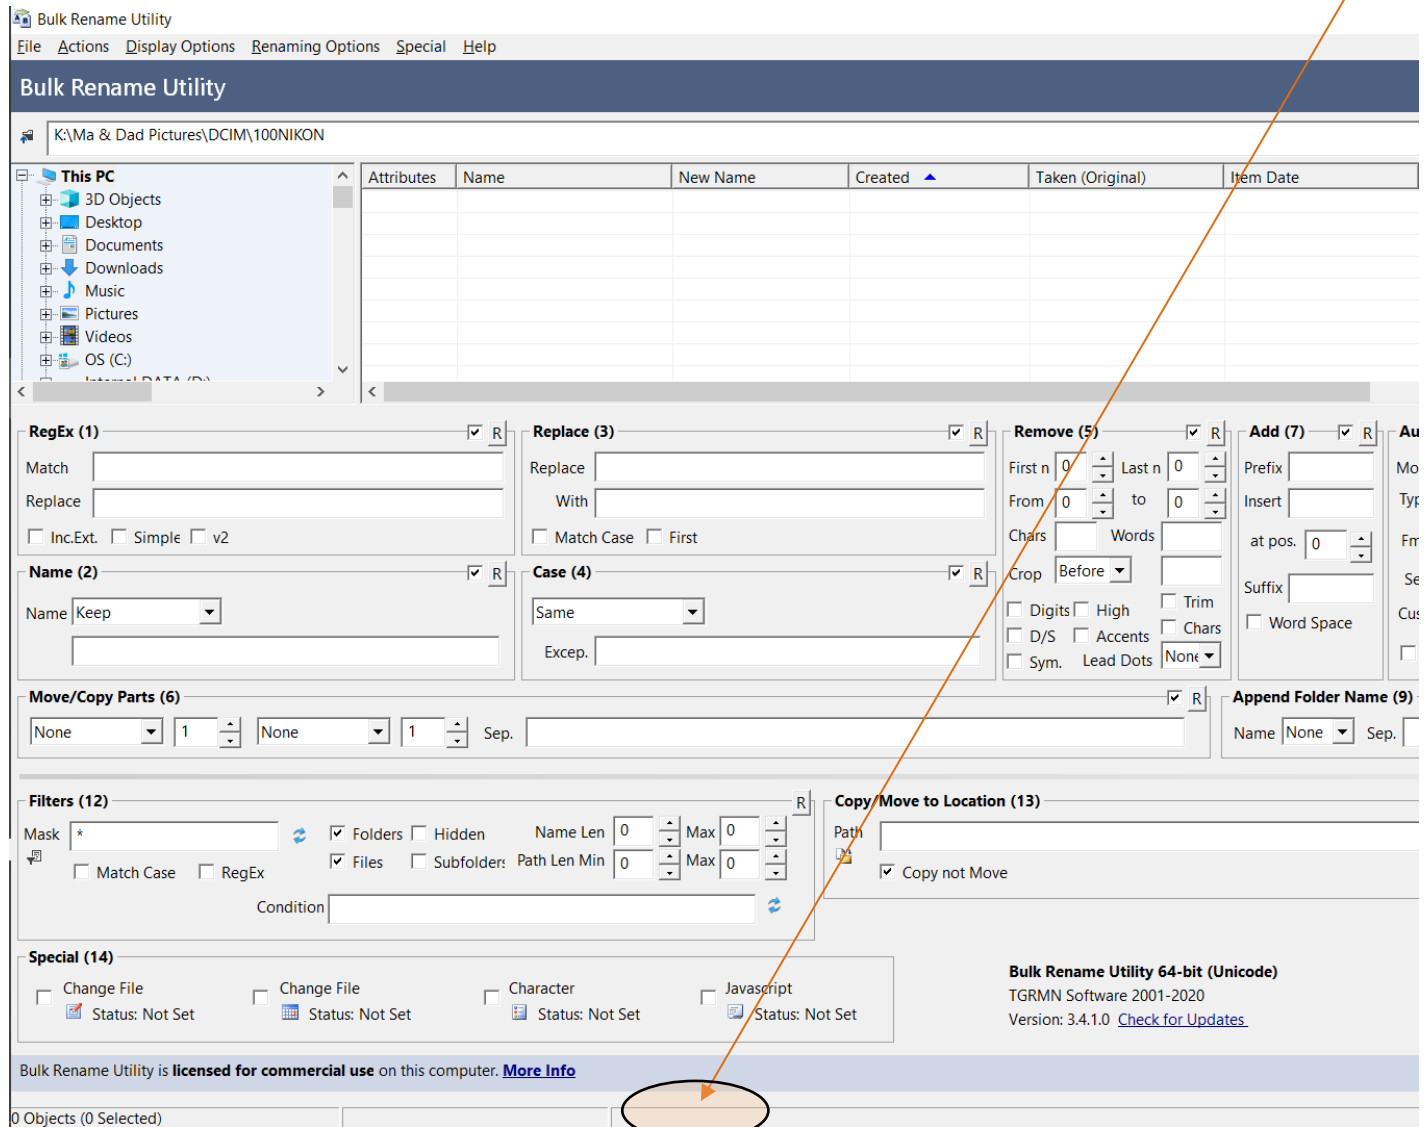 Bulk Rename Utility
File Actions Display Options Renaming Options Special Help
Bulk Rename Utility
K:\Ma & Dad Pictures\DCIM\100NIKON
This PC
3D Objects
Desktop
Documents
Downloads
Music
Pictures
Videos
OS (C:)
Internal DATA (D:)
Attributes Name New Name Created Taken (Original) Item Date
RegEx (1) R
Match
Replace
Inc.Ext. Simple v2
Replace (3) R
Replace
With
Match Case First
Remove (5) R
First n 0 Last n 0
From 0 to 0
Chars Words
Crop Before
Digits High Trim
D/S Accents Chars
Sym. Lead Dots None
Add (7) R
Prefix
Insert
at pos. 0
Suffix
Word Space
Au
Mo
Typ
Fm
Se
Cus
Name (2) R
Name Keep
Case (4) R
Same
Excep.
Move/Copy Parts (6) R
None 1 None 1 Sep.
Append Folder Name (9)
Name None Sep.
Filters (12) R
Mask * Folders Hidden Name Len 0 Max 0
Files Subfolders Path Len Min 0 Max 0
Match Case RegEx
Condition
Copy/Move to Location (13)
Path
Copy not Move
Special (14)
Change File Change File Character Javascript
Status: Not Set Status: Not Set Status: Not Set Status: Not Set
Bulk Rename Utility 64-bit (Unicode)
TGRMN Software 2001-2020
Version: 3.4.1.0 Check for Updates
Bulk Rename Utility is licensed for commercial use on this computer. More Info
0 Objects (0 Selected)